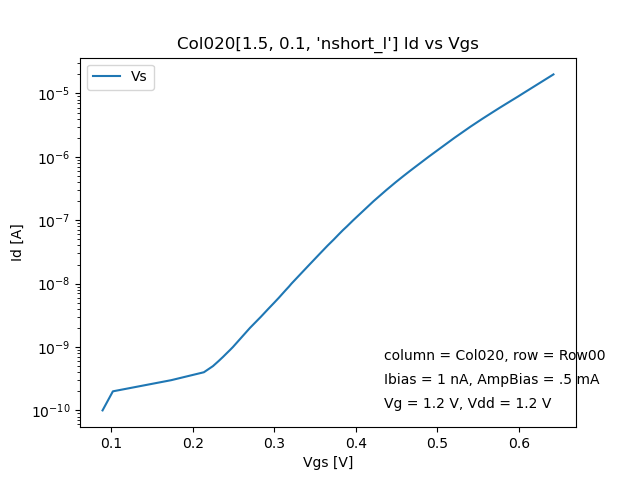 Col020[1.5, 0.1, 'nshort_l'] Id vs Vgs
Vs
10⁻⁵
10⁻⁶
10⁻⁷
10⁻⁸
10⁻⁹
10⁻¹⁰
Id [A]
column = Col020, row = Row00
Ibias = 1 nA, AmpBias = .5 mA
Vg = 1.2 V, Vdd = 1.2 V
0.1 0.2 0.3 0.4 0.5 0.6
Vgs [V]